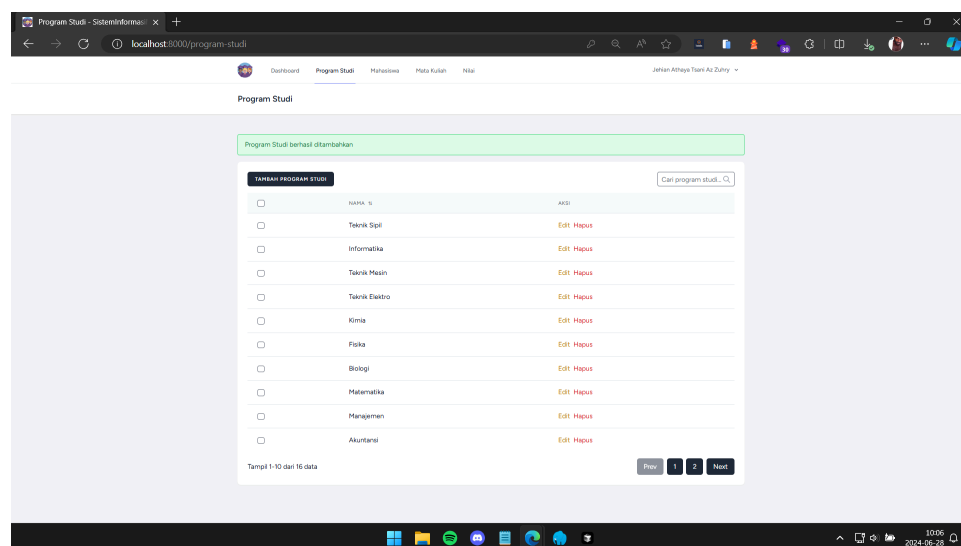 Program Studi - SistemInformasi
localhost:8000/program-studi
30
Dashboard Program Studi Mahasiswa Mata Kuliah Nilai Jehian Athaya Tsani Az Zuhry
Program Studi
Program Studi berhasil ditambahkan
TAMBAH PROGRAM STUDI Cari program studi...
NAMA AKSI
Teknik Sipil Edit Hapus
Informatika Edit Hapus
Teknik Mesin Edit Hapus
Teknik Elektro Edit Hapus
Kimia Edit Hapus
Fisika Edit Hapus
Biologi Edit Hapus
Matematika Edit Hapus
Manajemen Edit Hapus
Akuntansi Edit Hapus
Tampil 1-10 dari 16 data Prev 1 2 Next
10:06
2024-06-28